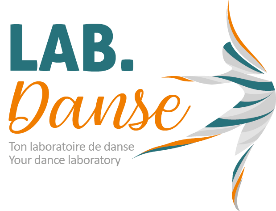 LAB.
Danse
Ton laboratoire de danse
Your dance laboratory